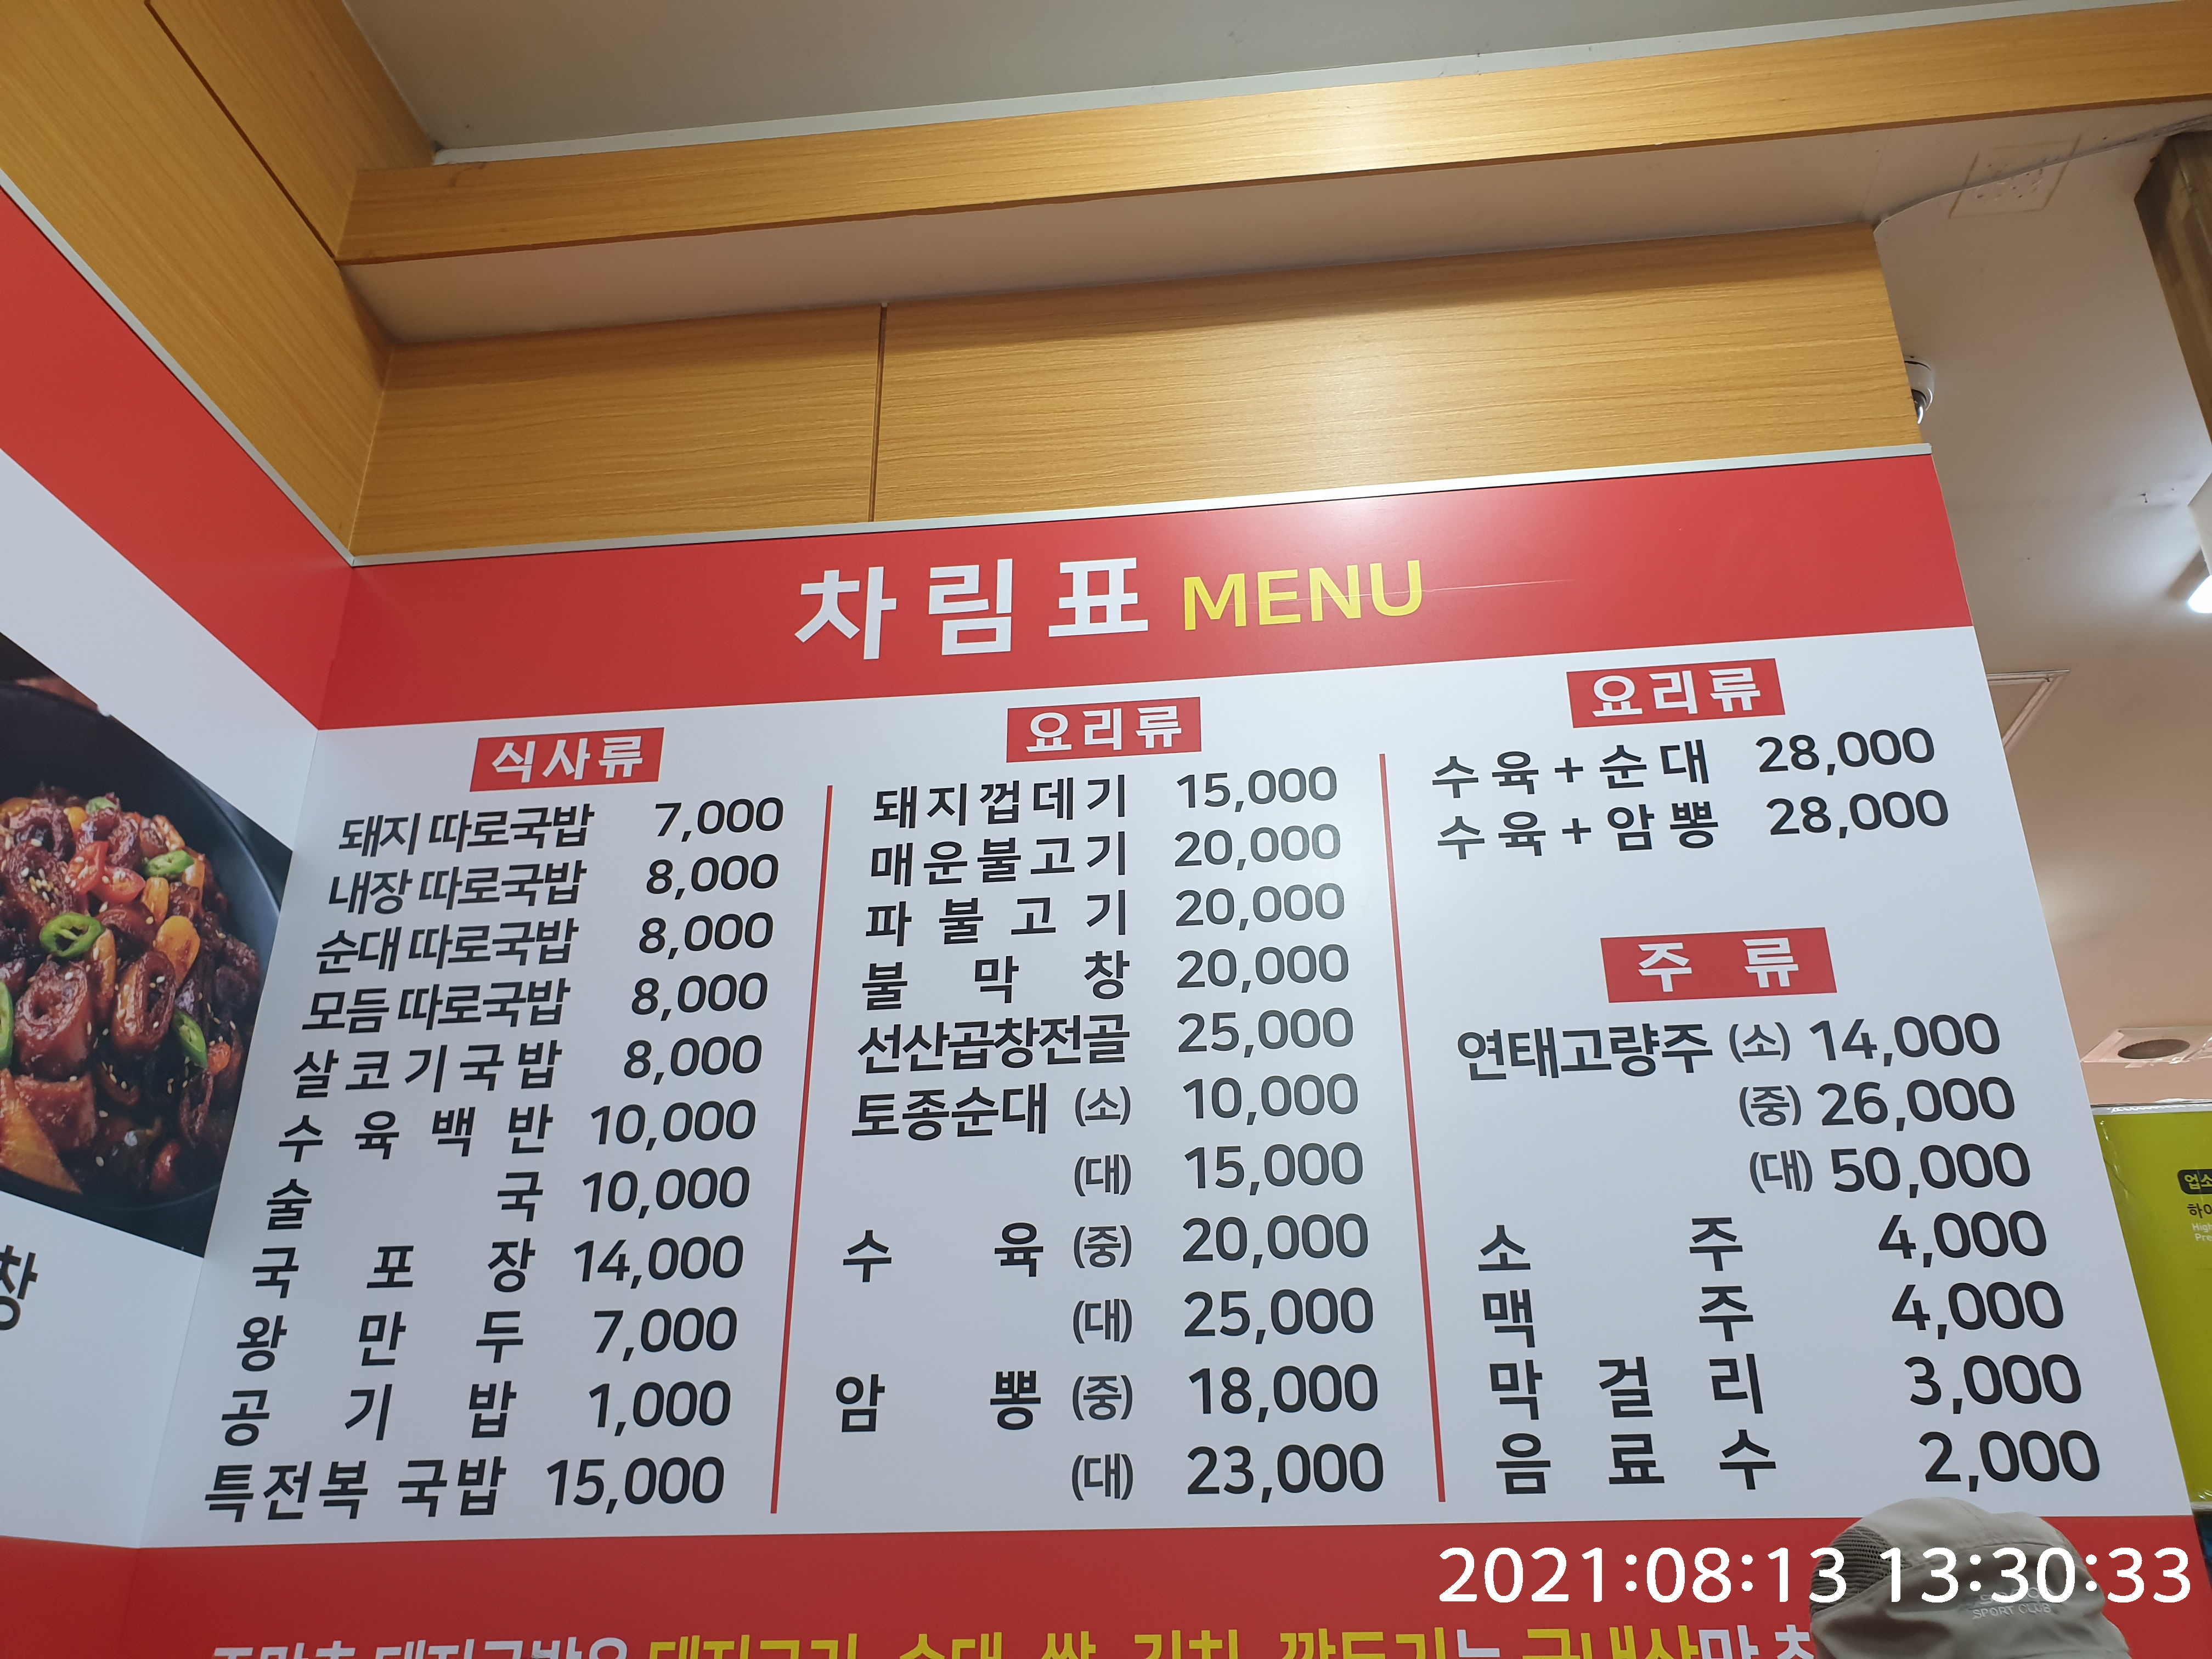 차림표 MENU
식사류
돼지 따로국밥 7,000
내장 따로국밥 8,000
순대 따로국밥 8,000
모듬 따로국밥 8,000
살코기국밥 8,000
수육백반 10,000
술국 10,000
국포장 14,000
왕만두 7,000
공기밥 1,000
특전복 국밥 15,000
요리류
돼지껍데기 15,000
매운불고기 20,000
파불고기 20,000
불막창 20,000
선산곱창전골 25,000
토종순대 (소) 10,000
(대) 15,000
수육 (중) 20,000
(대) 25,000
암뽕 (중) 18,000
(대) 23,000
요리류
수육+순대 28,000
수육+암뽕 28,000
주류
연태고량주 (소) 14,000
(중) 26,000
(대) 50,000
소주 4,000
맥주 4,000
막걸리 3,000
음료수 2,000
창
SPORT CLUB
2021:08:13 13:30:33